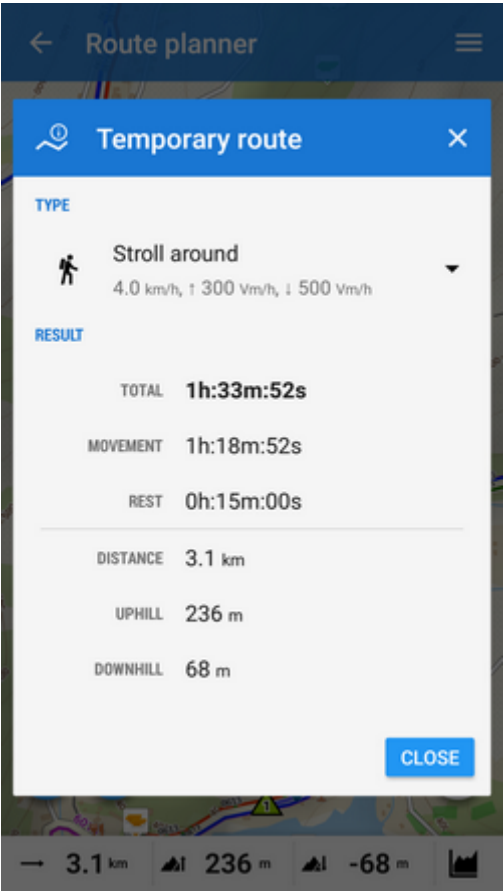 Route planner
Temporary route
TYPE
Stroll around
4.0 km/h, ↑ 300 Vm/h, ↓ 500 Vm/h
RESULT
TOTAL 1h:33m:52s
MOVEMENT 1h:18m:52s
REST 0h:15m:00s
DISTANCE 3.1 km
UPHILL 236 m
DOWNHILL 68 m
CLOSE
1
3.1 km 236 m -68 m